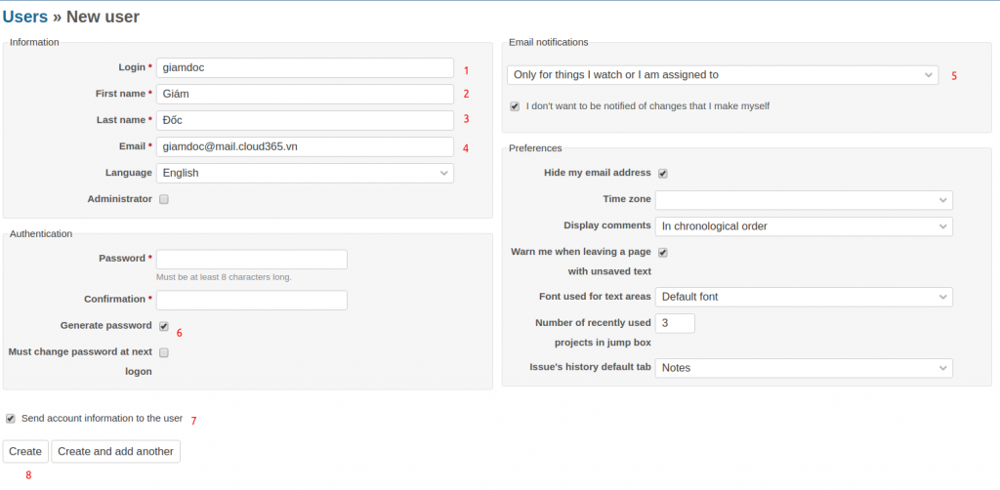 Users » New user
Information
Login * giamdoc 1
First name * Giám 2
Last name * Đốc 3
Email * giamdoc@mail.cloud365.vn 4
Language English
Administrator
Authentication
Password *
Must be at least 8 characters long.
Confirmation *
Generate password 6
Must change password at next
logon
Send account information to the user 7
Create Create and add another
8
Email notifications
Only for things I watch or I am assigned to 5
I don't want to be notified of changes that I make myself
Preferences
Hide my email address
Time zone
Display comments In chronological order
Warn me when leaving a page
with unsaved text
Font used for text areas Default font
Number of recently used 3
projects in jump box
Issue's history default tab Notes